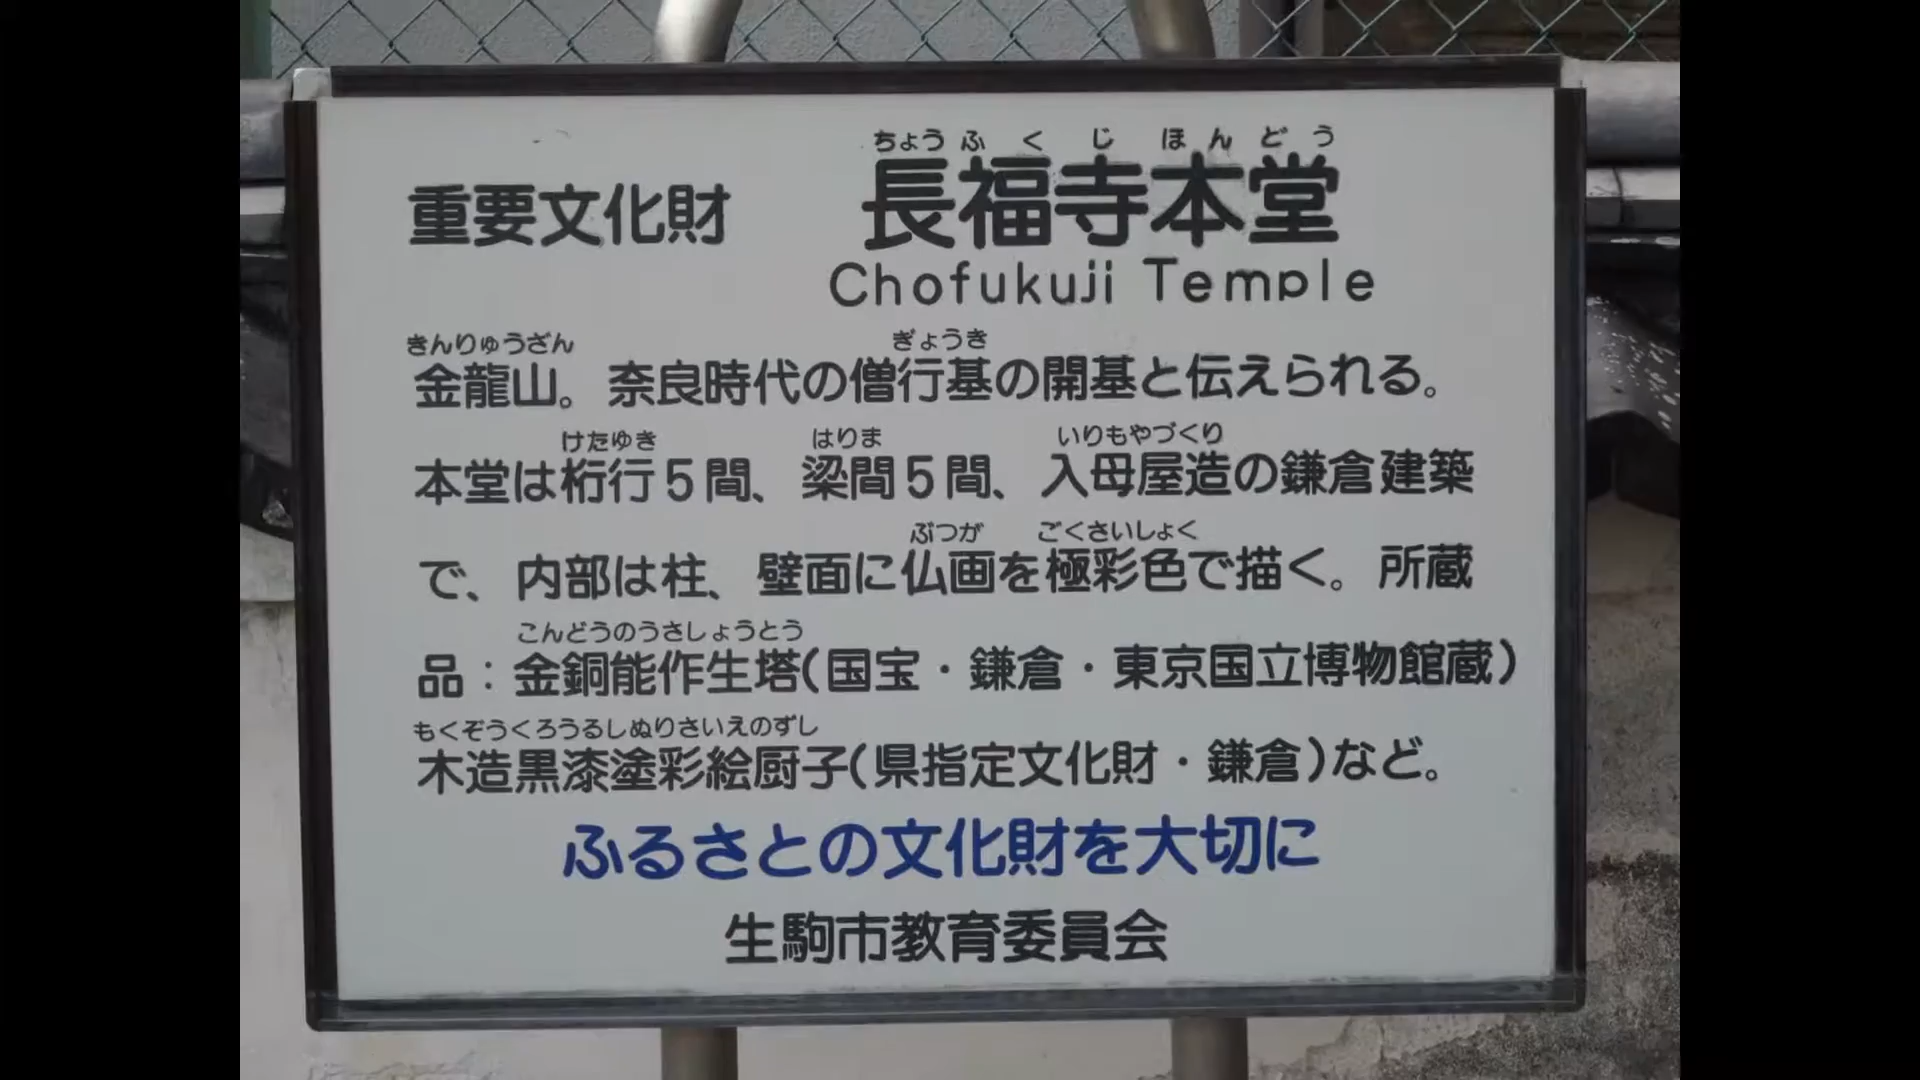 ちょうふくじほんどう
重要文化財 長福寺本堂
Chofukuji Temple
きんりゅうざん ぎょうき
金龍山。奈良時代の僧行基の開基と伝えられる。
けたゆき はりま いりもやづくり
本堂は桁行5間、梁間5間、入母屋造の鎌倉建築
ぶつが ごくさいしょく
で、内部は柱、壁面に仏画を極彩色で描く。所蔵
こんどうのうさしょうとう
品：金銅能作生塔(国宝・鎌倉・東京国立博物館蔵)
もくぞうくろうるしぬりさいえのずし
木造黒漆塗彩絵厨子(県指定文化財・鎌倉)など。
ふるさとの文化財を大切に
生駒市教育委員会